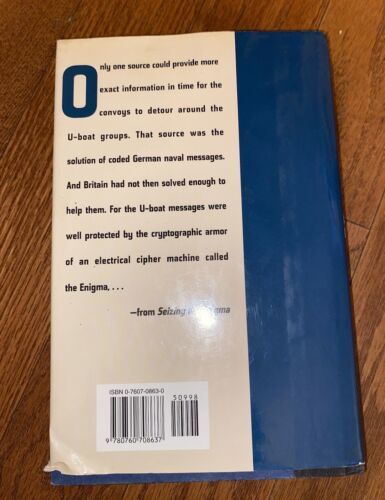 Only one source could provide more
exact information in time for the
convoys to detour around the
U-boat groups. That source was the
solution of coded German naval messages.
And Britain had not then solved enough to
help them. For the U-boat messages were
well protected by the cryptographic armor
of an electrical cipher machine called
the Enigma, . . .
—from Seizing Enigma
ISBN 0-7607-0863-0
50998
9 780760 708637